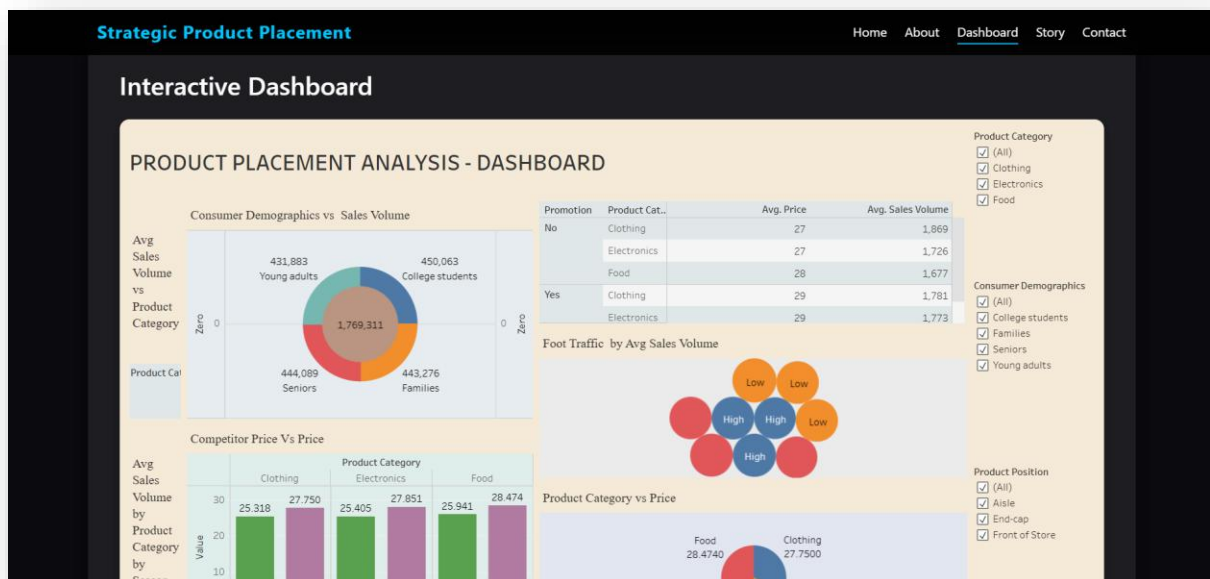 Strategic Product Placement
Home About Dashboard Story Contact
Interactive Dashboard
PRODUCT PLACEMENT ANALYSIS - DASHBOARD
Avg
Sales
Volume
vs
Product
Category
Product Cat
Consumer Demographics vs Sales Volume
431,883
Young adults
450,063
College students
Zero
0
1,769,311
0
Zero
444,089
Seniors
443,276
Families
Promotion Product Cat.. Avg. Price Avg. Sales Volume
No Clothing 27 1,869
Electronics 27 1,726
Food 28 1,677
Yes Clothing 29 1,781
Electronics 29 1,773
Foot Traffic by Avg Sales Volume
Low Low
High High Low
High
Avg
Sales
Volume
by
Product
Category
by
Competitor Price Vs Price
Product Category
Clothing Electronics Food
Value
30
20
10
25.318 27.750 25.405 27.851 25.941 28.474
Product Category vs Price
Food
28.4740
Clothing
27.7500
Product Category
(All)
Clothing
Electronics
Food
Consumer Demographics
(All)
College students
Families
Seniors
Young adults
Product Position
(All)
Aisle
End-cap
Front of Store